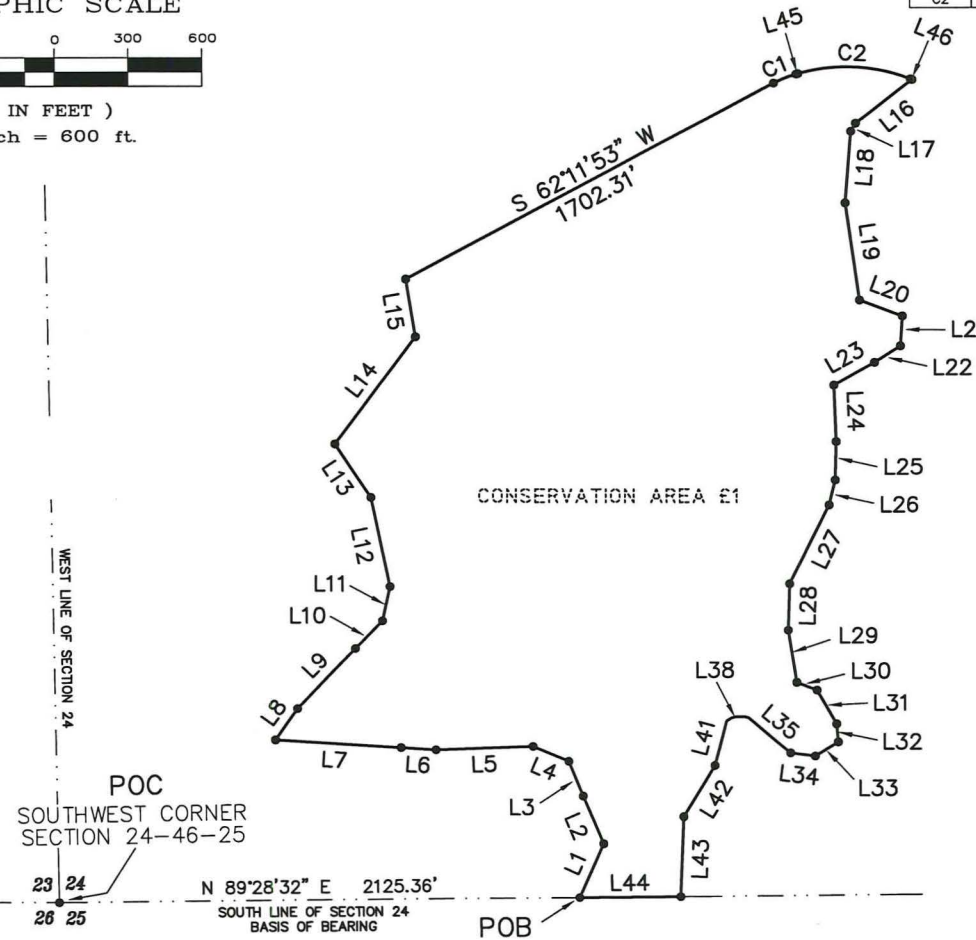 PHIC SCALE
0 300 600
IN FEET )
ch = 600 ft.
C2
L45
L46
C1
C2
L16
L17
L18
S 62°11'53" W
1702.31'
L19
L15
L20
L2
L22
L23
L14
L24
L25
L13
CONSERVATION AREA £1
L26
L12
L27
L11
L28
L10
WEST LINE OF SECTION 24
L29
L9
L30
L38
L31
L8
L35
L41
L32
L7
L6
L5
L4
L34
L33
POC
SOUTHWEST CORNER
SECTION 24-46-25
L3
L42
L2
L1
L43
23 24
26 25
N 89°28'32" E 2125.36'
SOUTH LINE OF SECTION 24
BASIS OF BEARING
L44
POB